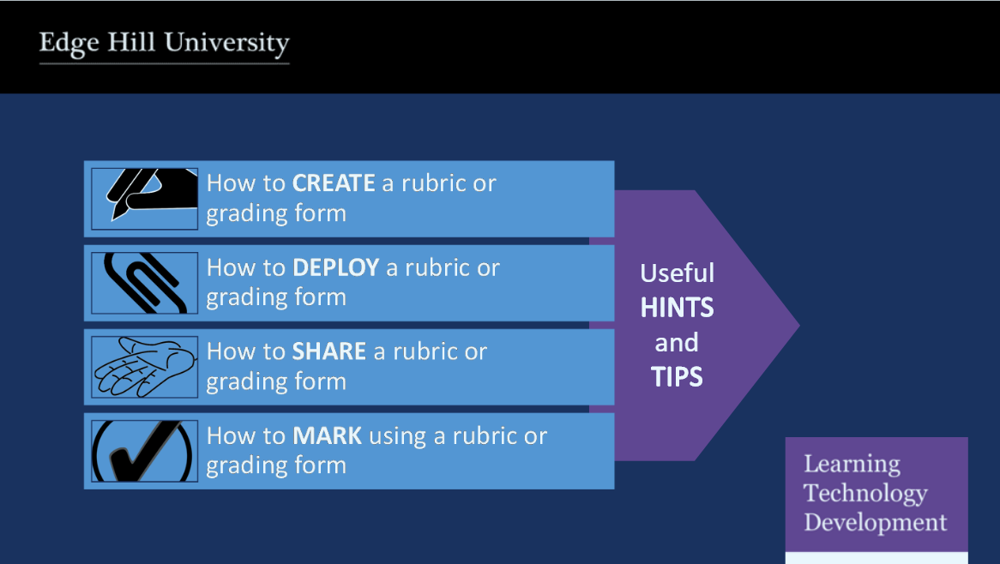 Edge Hill University
How to CREATE a rubric or
grading form
How to DEPLOY a rubric or
grading form
How to SHARE a rubric or
grading form
How to MARK using a rubric or
grading form
Useful
HINTS
and
TIPS
Learning
Technology
Development